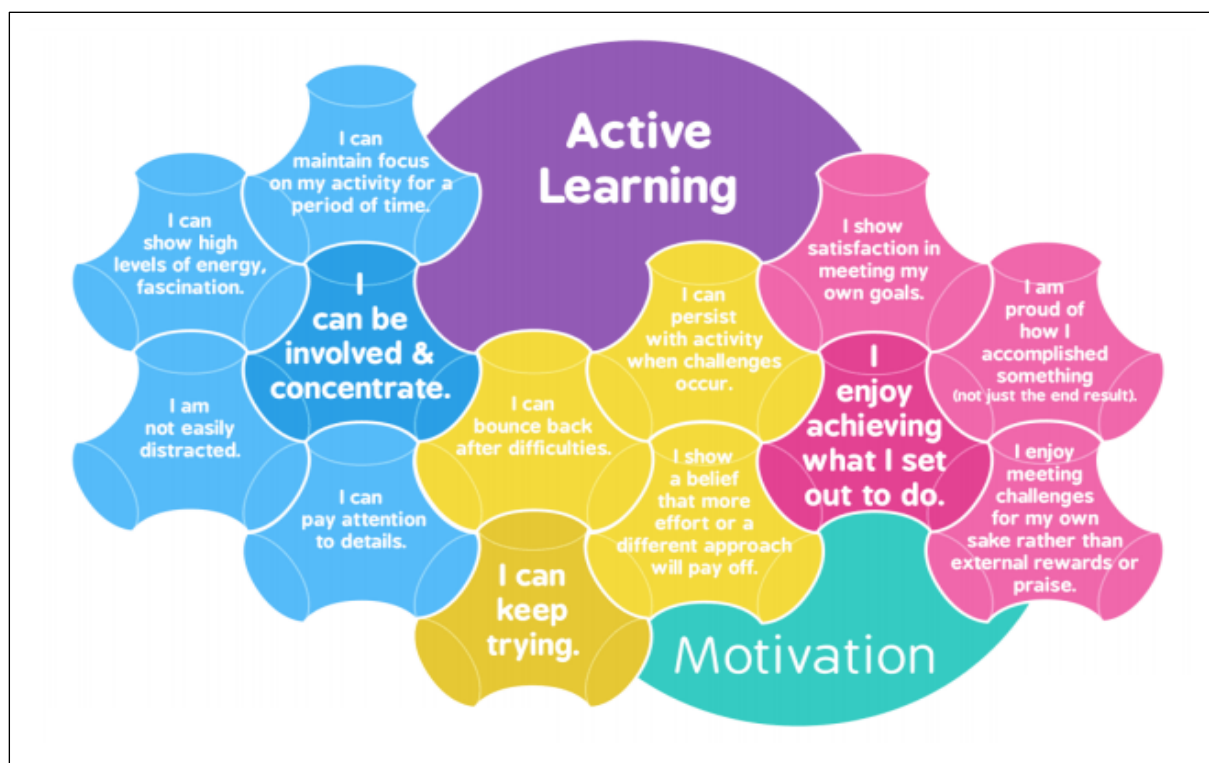 Active
Learning
I can
maintain focus
on my activity for a
period of time.
I can
show high
levels of energy,
fascination.
I
can be
involved &
concentrate.
I am
not easily
distracted.
I can
pay attention
to details.
I can
bounce back
after difficulties.
I can
persist
with activity
when challenges
occur.
I show
a belief
that more
effort or a
different approach
will pay off.
I can
keep
trying.
I show
satisfaction in
meeting my
own goals.
I am
proud of
how I
accomplished
something
(not just the end result).
I
enjoy
achieving
what I set
out to do.
I enjoy
meeting
challenges
for my own
sake rather than
external rewards or
praise.
Motivation